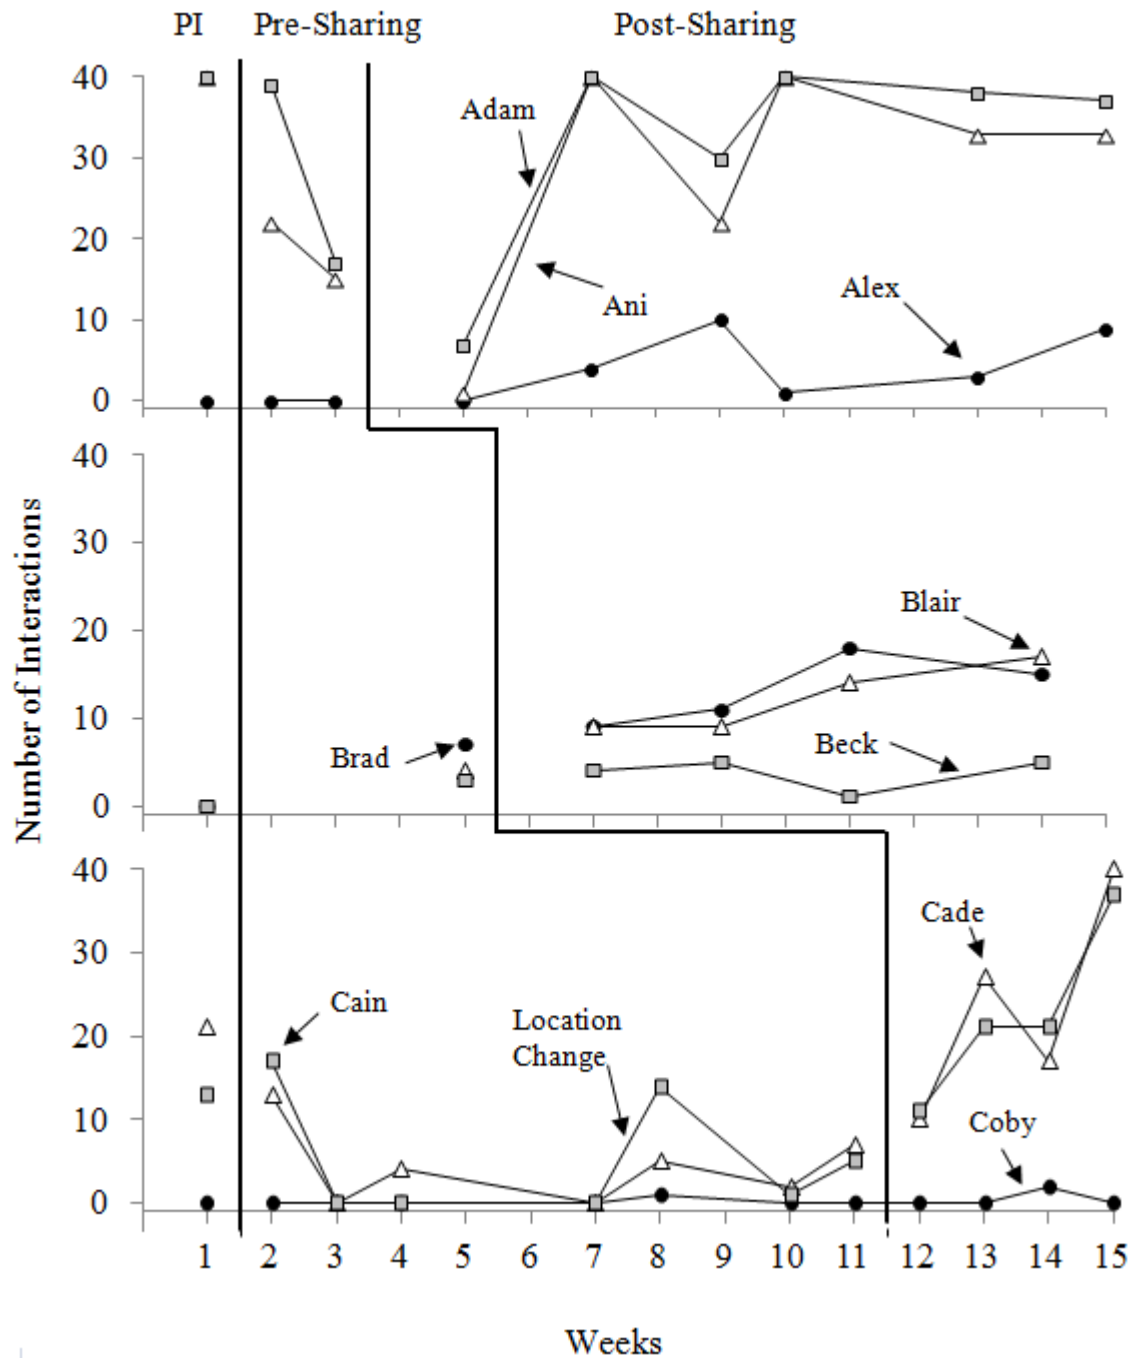 PI Pre-Sharing Post-Sharing
40
Adam
30
20
Ani
Alex
10
0
40
30
Blair
20
Brad
Beck
10
0
40
Cade
30
Cain
Location
Change
20
10
Coby
0
1 2 3 4 5 6 7 8 9 10 11 12 13 14 15
Number of Interactions
Weeks